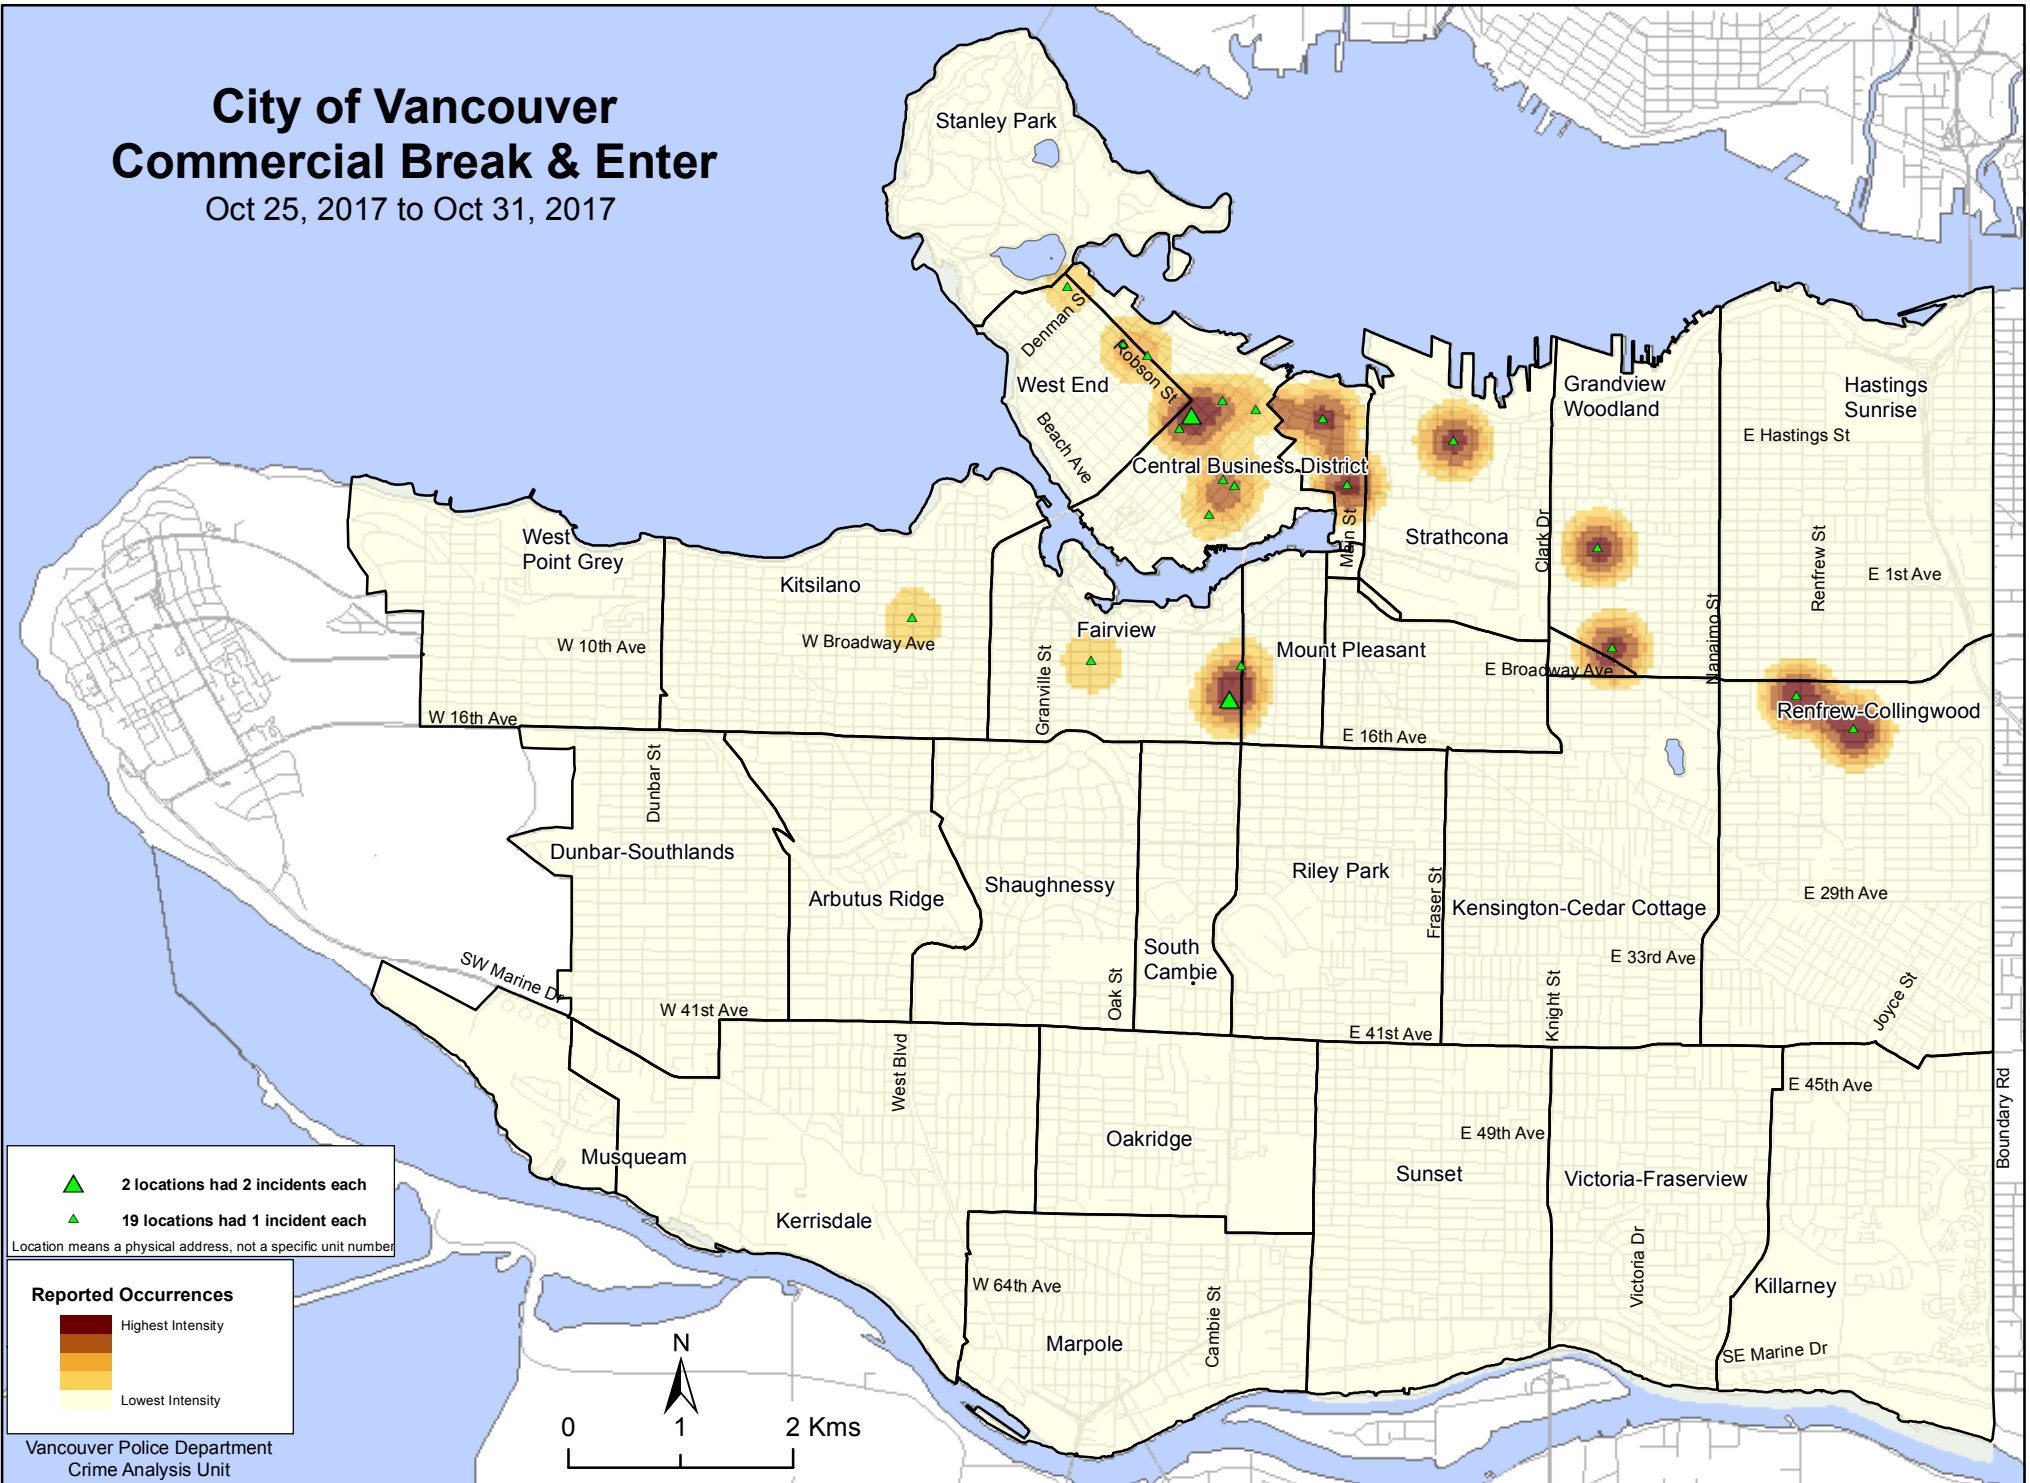 City of Vancouver
Commercial Break & Enter
Oct 25, 2017 to Oct 31, 2017
Stanley Park
Denman St
Robson St
West End
Beach Ave
Central Business District
Grandview
Woodland
Hastings
Sunrise
E Hastings St
West
Point Grey
Kitsilano
Strathcona
Main St
Clark Dr
Renfrew St
E 1st Ave
Nanaimo St
W 10th Ave
W Broadway Ave
Fairview
Granville St
Mount Pleasant
E Broadway Ave
Renfrew-Collingwood
W 16th Ave
E 16th Ave
Dunbar St
Dunbar-Southlands
Arbutus Ridge
Shaughnessy
Riley Park
Fraser St
Kensington-Cedar Cottage
E 29th Ave
South
Cambie
E 33rd Ave
SW Marine Dr
W 41st Ave
Oak St
E 41st Ave
Knight St
Joyce St
West Blvd
E 45th Ave
Boundary Rd
Musqueam
Oakridge
E 49th Ave
Sunset
Victoria-Fraserview
Kerrisdale
W 64th Ave
Cambie St
Victoria Dr
Killarney
Marpole
SE Marine Dr
2 locations had 2 incidents each
19 locations had 1 incident each
Location means a physical address, not a specific unit number
Reported Occurrences
Highest Intensity
Lowest Intensity
Vancouver Police Department
Crime Analysis Unit
N
0 1 2 Kms